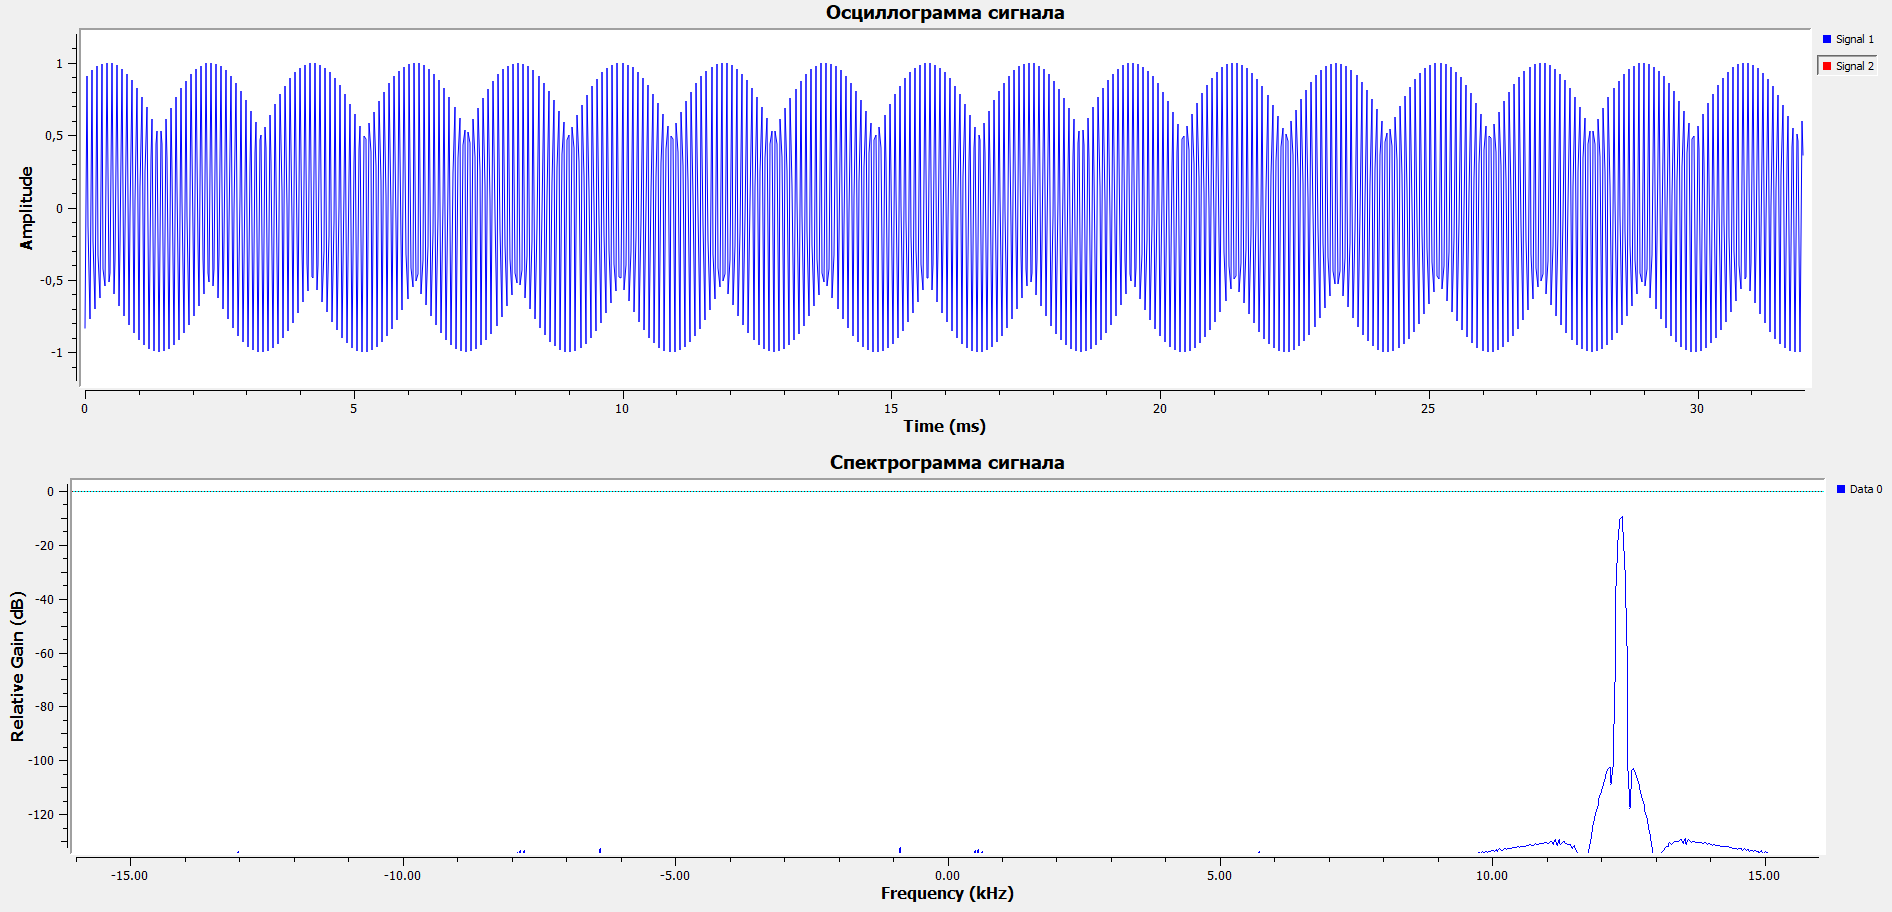 Осциллограмма сигнала
Signal 1
Signal 2
1
0,5
0
-0,5
-1
Amplitude
0 5 10 15 20 25 30
Time (ms)
Спектрограмма сигнала
Data 0
0
-20
-40
-60
-80
-100
-120
Relative Gain (dB)
-15.00 -10.00 -5.00 0.00 5.00 10.00 15.00
Frequency (kHz)